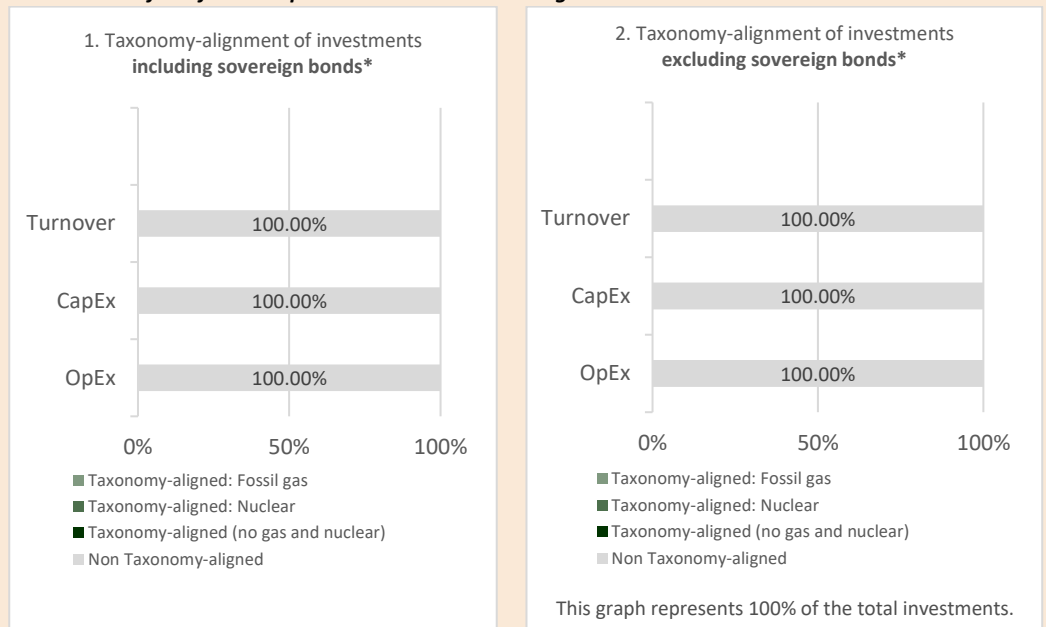 1. Taxonomy-alignment of investments
including sovereign bonds*
Turnover
100.00%
CapEx
100.00%
OpEx
100.00%
0% 50% 100%
Taxonomy-aligned: Fossil gas
Taxonomy-aligned: Nuclear
Taxonomy-aligned (no gas and nuclear)
Non Taxonomy-aligned
2. Taxonomy-alignment of investments
excluding sovereign bonds*
Turnover
100.00%
CapEx
100.00%
OpEx
100.00%
0% 50% 100%
Taxonomy-aligned: Fossil gas
Taxonomy-aligned: Nuclear
Taxonomy-aligned (no gas and nuclear)
Non Taxonomy-aligned
This graph represents 100% of the total investments.